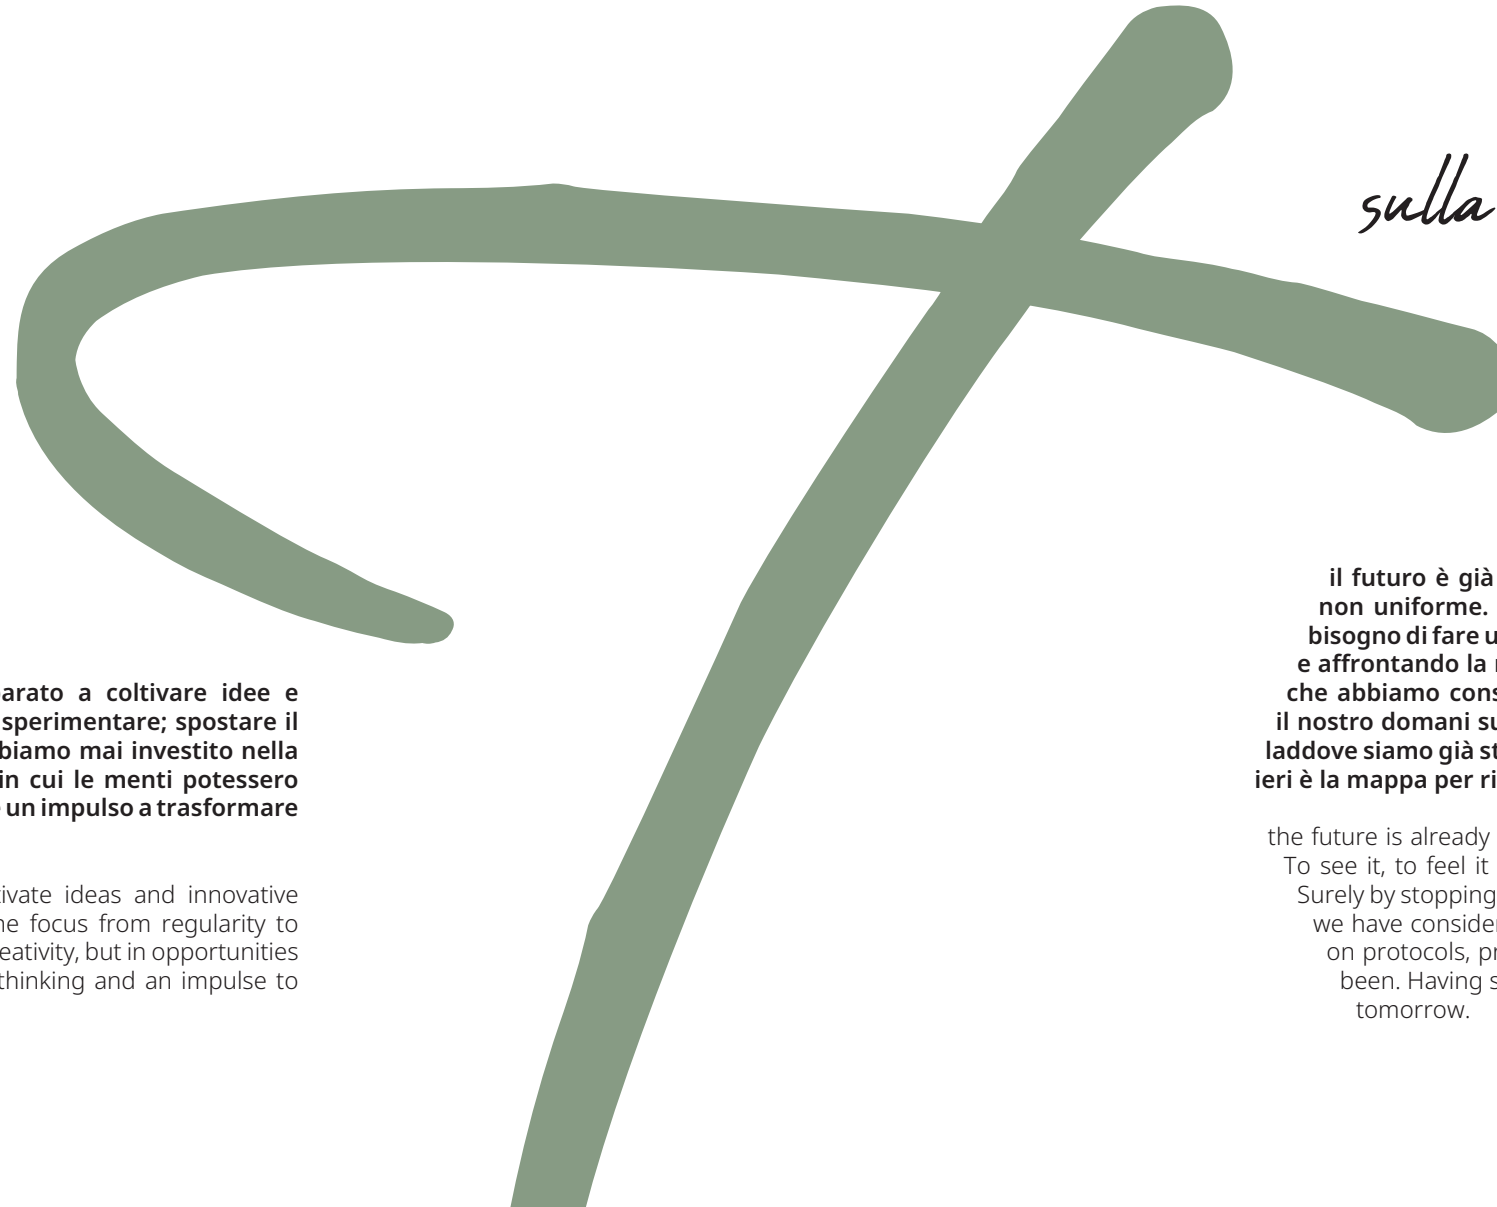 sulla
arato a coltivare idee e
sperimentare; spostare il
biamo mai investito nella
in cui le menti potessero
un impulso a trasformare
ivate ideas and innovative
he focus from regularity to
eativity, but in opportunities
thinking and an impulse to
il futuro è già
non uniforme.
bisogno di fare u
e affrontando la
che abbiamo cons
il nostro domani su
laddove siamo già st
ieri è la mappa per ri
the future is already
To see it, to feel it
Surely by stopping
we have consider
on protocols, pr
been. Having s
tomorrow.